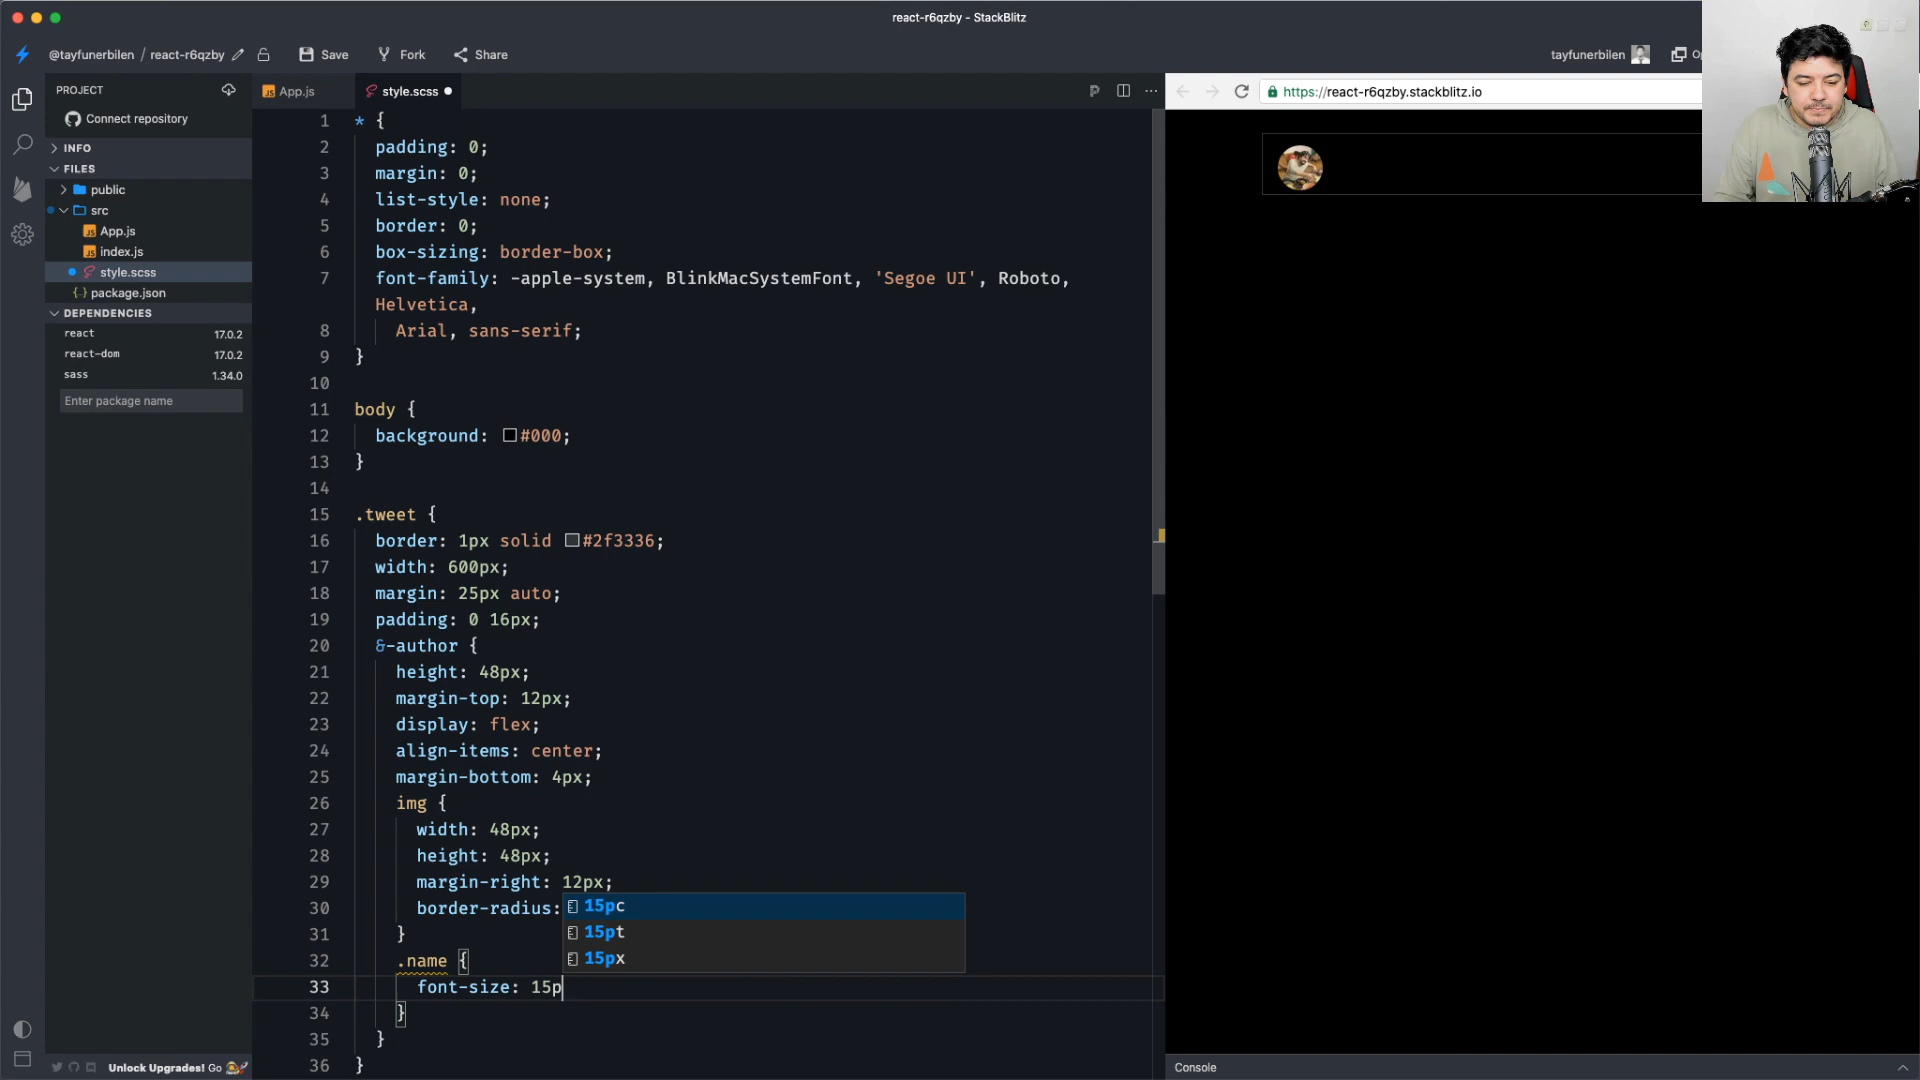 react-r6qzby - StackBlitz
@tayfunerbilen / react-r6qzby
Save
Fork
Share
tayfunerbilen
PROJECT
Connect repository
INFO
FILES
public
src
App.js
index.js
style.scss
package.json
DEPENDENCIES
react 17.0.2
react-dom 17.0.2
sass 1.34.0
Enter package name
Unlock Upgrades! Go
App.js
style.scss
1 * {
2 padding: 0;
3 margin: 0;
4 list-style: none;
5 border: 0;
6 box-sizing: border-box;
7 font-family: -apple-system, BlinkMacSystemFont, 'Segoe UI', Roboto,
Helvetica,
8 Arial, sans-serif;
9 }
10
11 body {
12 background: #000;
13 }
14
15 .tweet {
16 border: 1px solid #2f3336;
17 width: 600px;
18 margin: 25px auto;
19 padding: 0 16px;
20 &-author {
21 height: 48px;
22 margin-top: 12px;
23 display: flex;
24 align-items: center;
25 margin-bottom: 4px;
26 img {
27 width: 48px;
28 height: 48px;
29 margin-right: 12px;
30 border-radius:
15pc
31 }
15pt
32 .name {
15px
33 font-size: 15p
34 }
35 }
36 }
https://react-r6qzby.stackblitz.io
Console